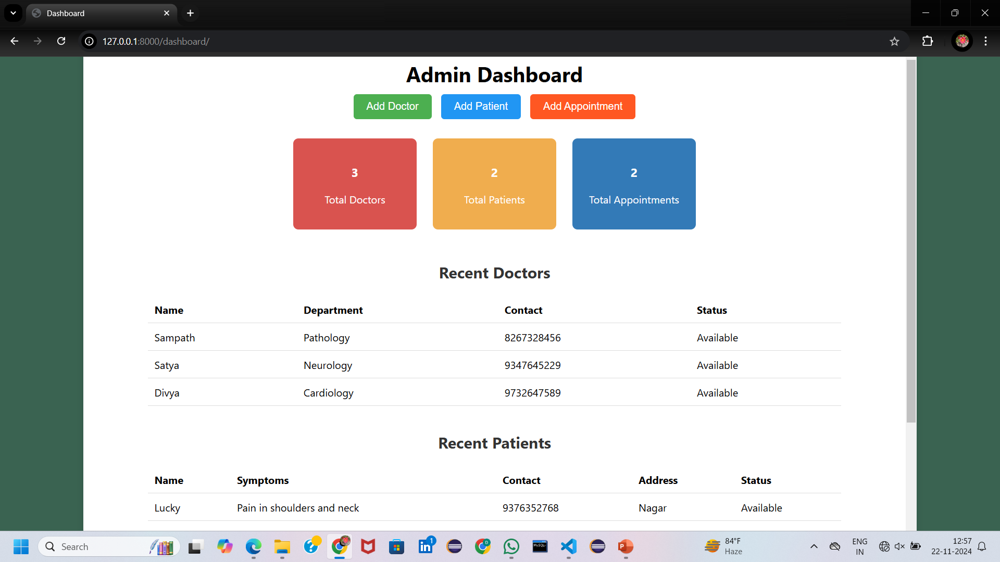 Dashboard
127.0.0.1:8000/dashboard/
Admin Dashboard
Add Doctor Add Patient Add Appointment
3 2 2
Total Doctors Total Patients Total Appointments
Recent Doctors
Name Department Contact Status
Sampath Pathology 8267328456 Available
Satya Neurology 9347645229 Available
Divya Cardiology 9732647589 Available
Recent Patients
Name Symptoms Contact Address Status
Lucky Pain in shoulders and neck 9376352768 Nagar Available
Search
1
D
MySQL
P
84°F
Haze
ENG
IN
12:57
22-11-2024